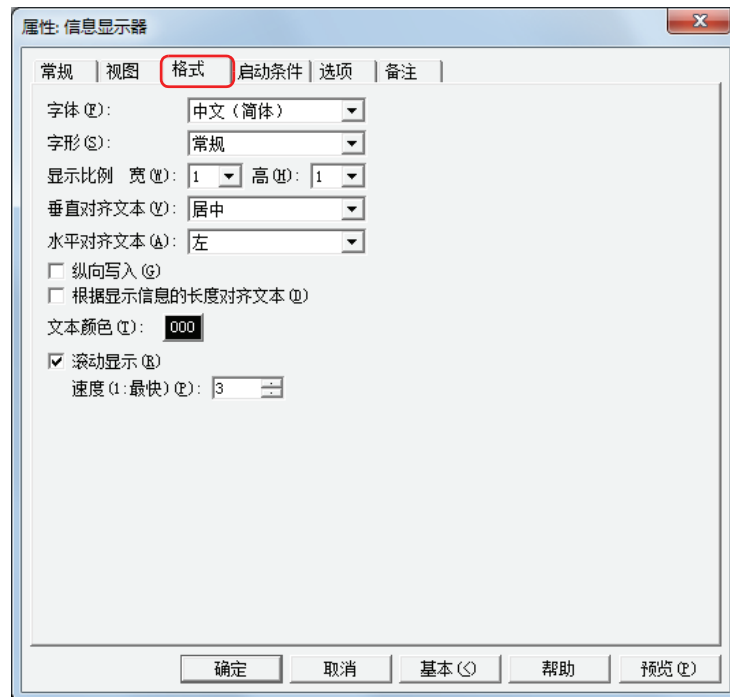 属性: 信息显示器
常规 视图 格式 启动条件 选项 备注
字体(F): 中文（简体）
字形(S): 常规
显示比例 宽(W): 1 高(H): 1
垂直对齐文本(V): 居中
水平对齐文本(A): 左
纵向写入(G)
根据显示信息的长度对齐文本(D)
文本颜色(T): 000
滚动显示(R)
速度(1:最快)(P): 3
确定 取消 基本(<) 帮助 预览(P)